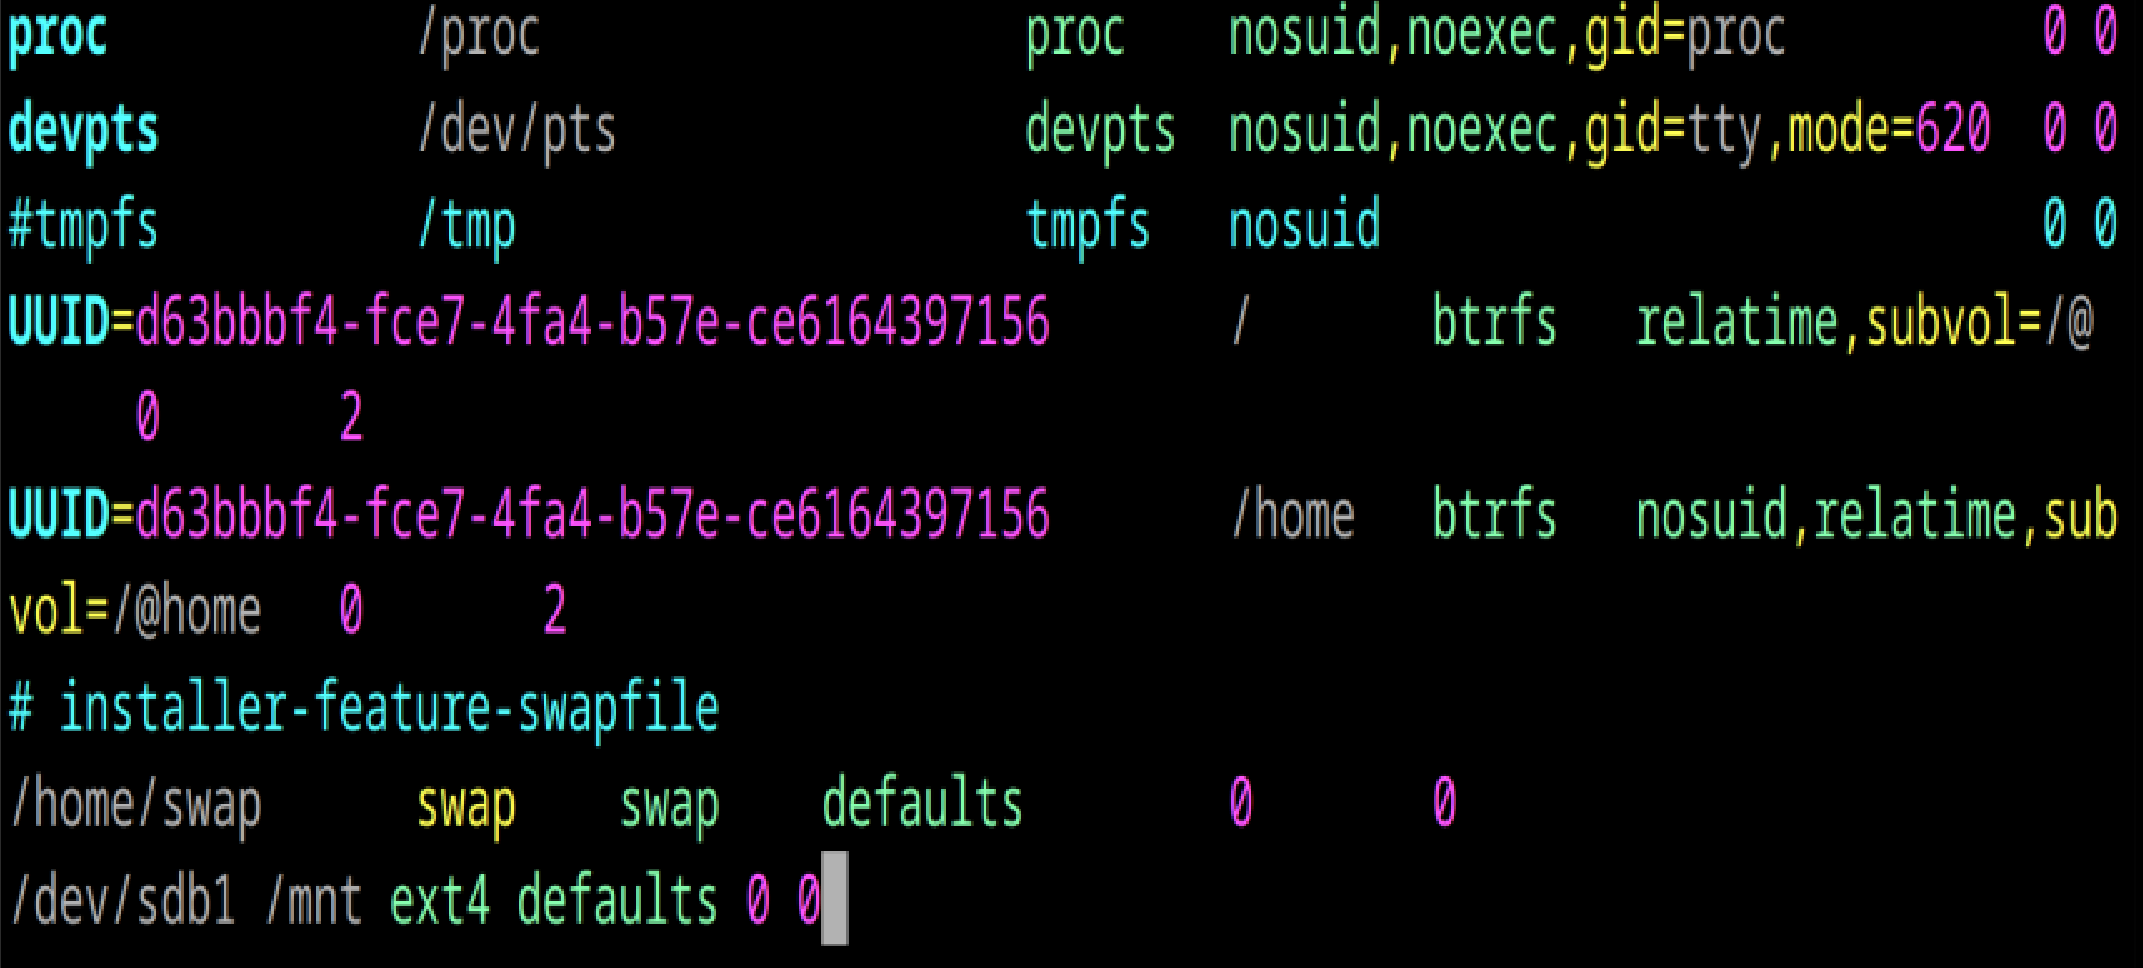 proc /proc proc nosuid,noexec,gid=proc 0 0
devpts /dev/pts devpts nosuid,noexec,gid=tty,mode=620 0 0
#tmpfs /tmp tmpfs nosuid 0 0
UUID=d63bbbf4-fce7-4fa4-b57e-ce6164397156 / btrfs relatime,subvol=/@
0 2
UUID=d63bbbf4-fce7-4fa4-b57e-ce6164397156 /home btrfs nosuid,relatime,sub
vol=/@home 0 2
# installer-feature-swapfile
/home/swap swap swap defaults 0 0
/dev/sdb1 /mnt ext4 defaults 0 0